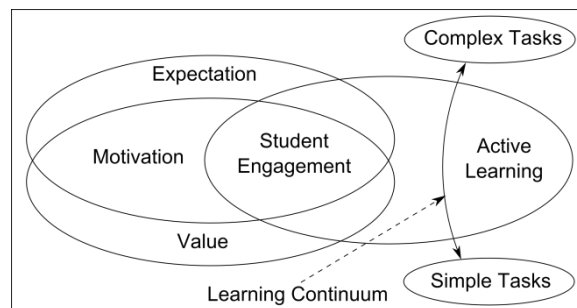 Complex Tasks
Expectation
Motivation
Student
Engagement
Active
Learning
Value
Learning Continuum
Simple Tasks